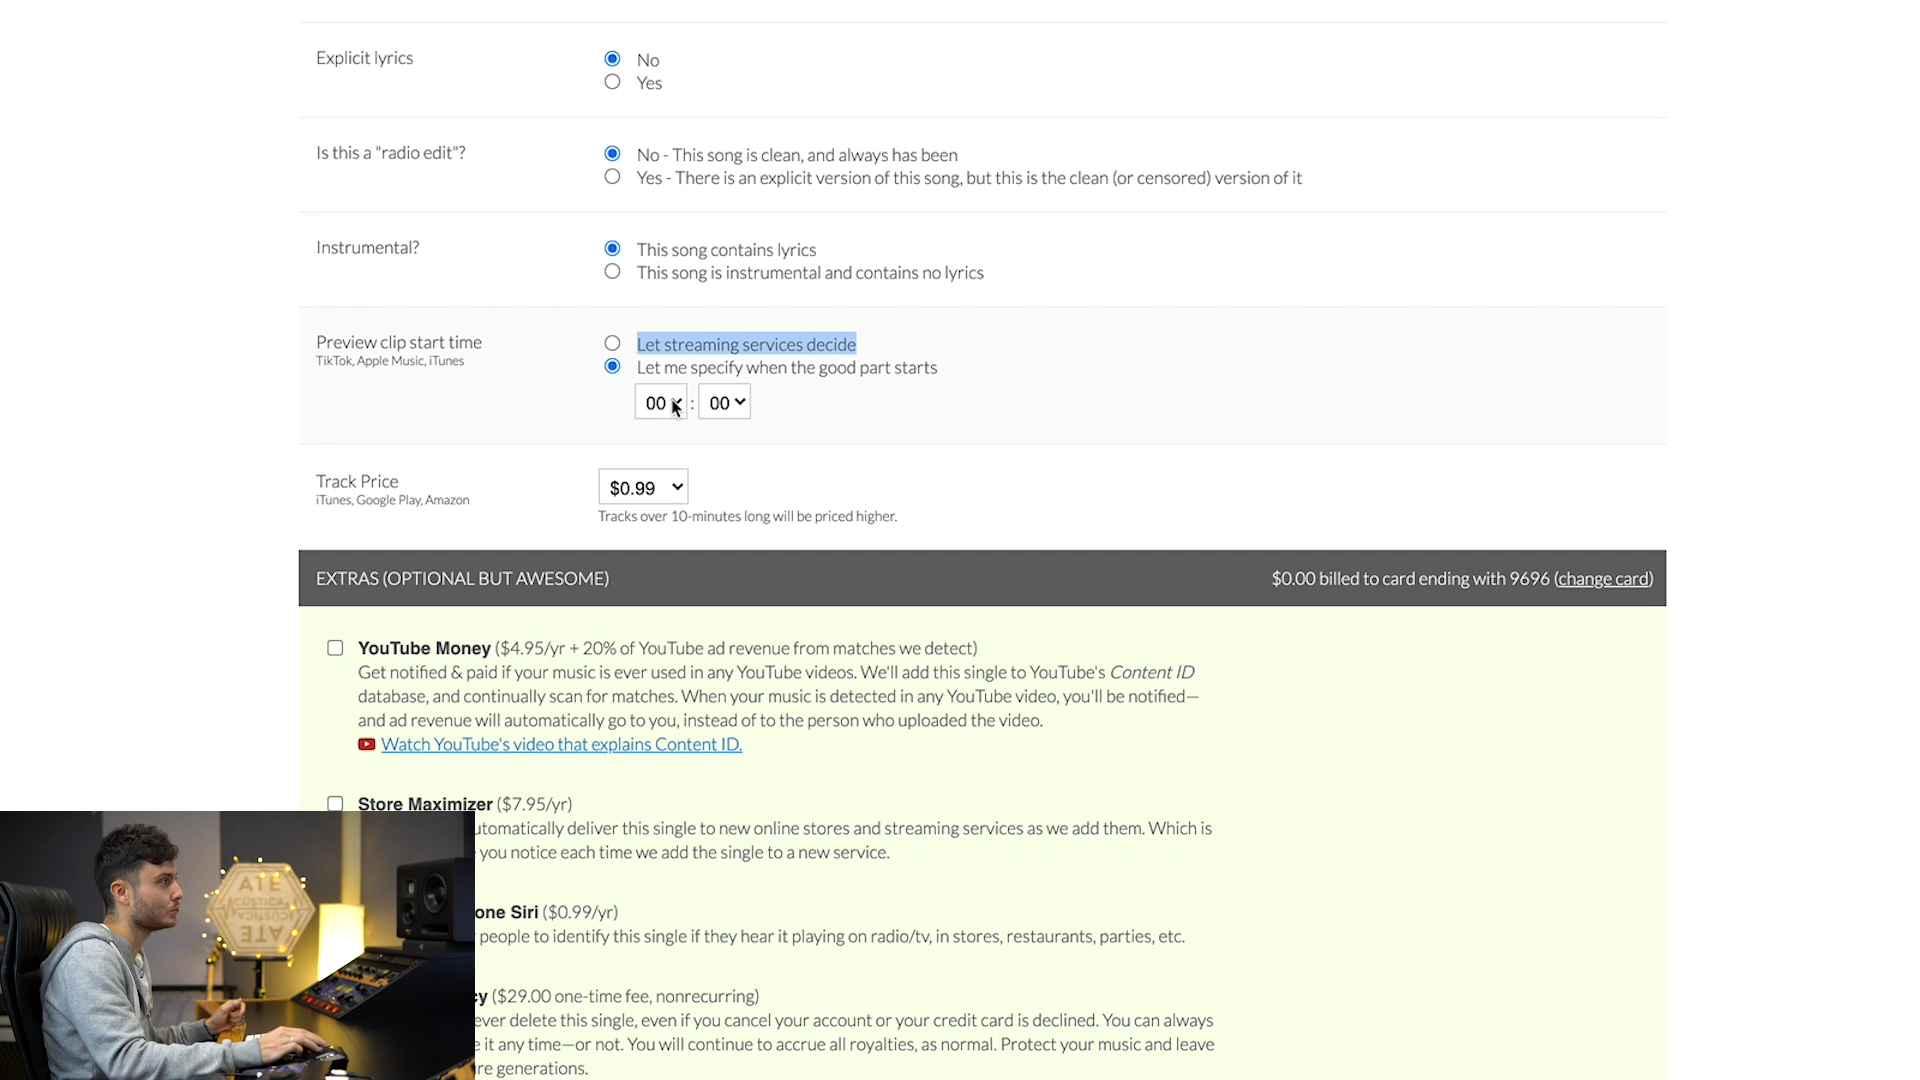 Explicit lyrics
No
Yes
Is this a "radio edit"?
No - This song is clean, and always has been
Yes - There is an explicit version of this song, but this is the clean (or censored) version of it
Instrumental?
This song contains lyrics
This song is instrumental and contains no lyrics
Preview clip start time
TikTok, Apple Music, iTunes
Let streaming services decide
Let me specify when the good part starts
00 : 00
Track Price
iTunes, Google Play, Amazon
$0.99
Tracks over 10-minutes long will be priced higher.
EXTRAS (OPTIONAL BUT AWESOME)
$0.00 billed to card ending with 9696 (change card)
YouTube Money ($4.95/yr + 20% of YouTube ad revenue from matches we detect)
Get notified & paid if your music is ever used in any YouTube videos. We'll add this single to YouTube's Content ID
database, and continually scan for matches. When your music is detected in any YouTube video, you'll be notified—
and ad revenue will automatically go to you, instead of to the person who uploaded the video.
Watch YouTube's video that explains Content ID.
Store Maximizer ($7.95/yr)
utomatically deliver this single to new online stores and streaming services as we add them. Which is
you notice each time we add the single to a new service.
one Siri ($0.99/yr)
people to identify this single if they hear it playing on radio/tv, in stores, restaurants, parties, etc.
cy ($29.00 one-time fee, nonrecurring)
ever delete this single, even if you cancel your account or your credit card is declined. You can always
e it any time—or not. You will continue to accrue all royalties, as normal. Protect your music and leave
re generations.
ATE
CÚSTICA